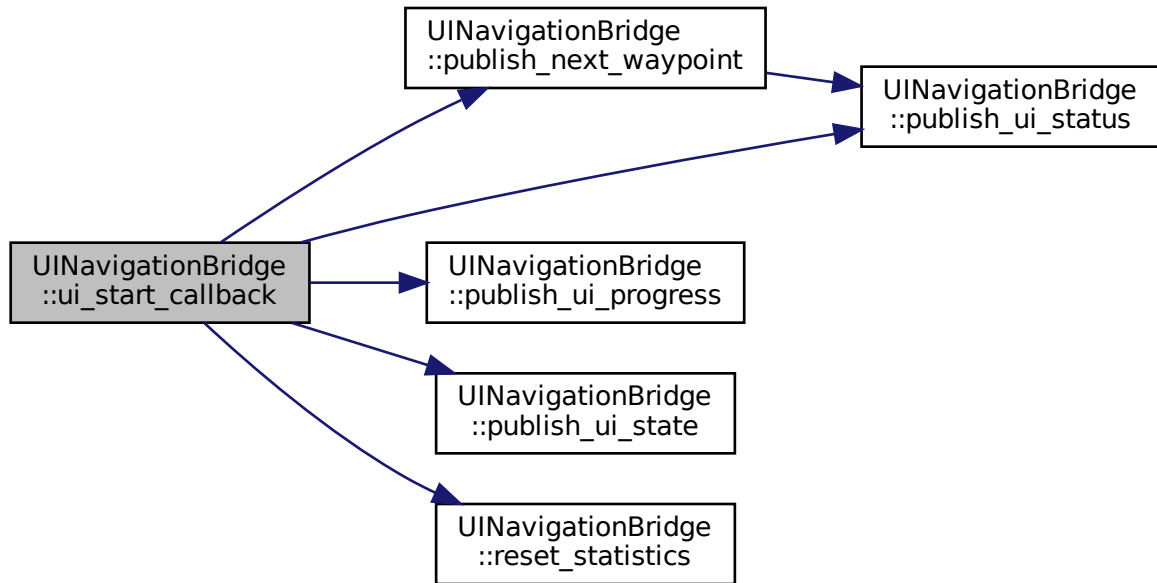 UINavigationBridge
::publish_next_waypoint
UINavigationBridge
::publish_ui_status
UINavigationBridge
::ui_start_callback
UINavigationBridge
::publish_ui_progress
UINavigationBridge
::publish_ui_state
UINavigationBridge
::reset_statistics